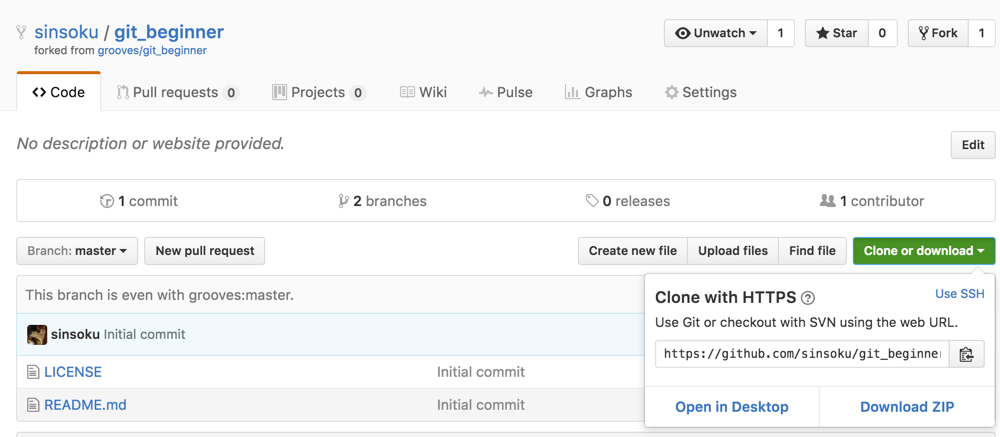 sinsoku / git_beginner
forked from grooves/git_beginner
Unwatch 1 Star 0 Fork 1
Code Pull requests 0 Projects 0 Wiki Pulse Graphs Settings
No description or website provided. Edit
1 commit 2 branches 0 releases 1 contributor
Branch: master New pull request Create new file Upload files Find file Clone or download
This branch is even with grooves:master.
sinsoku Initial commit
LICENSE Initial commit
README.md Initial commit
Clone with HTTPS ? Use SSH
Use Git or checkout with SVN using the web URL.
https://github.com/sinsoku/git_beginner
Open in Desktop Download ZIP